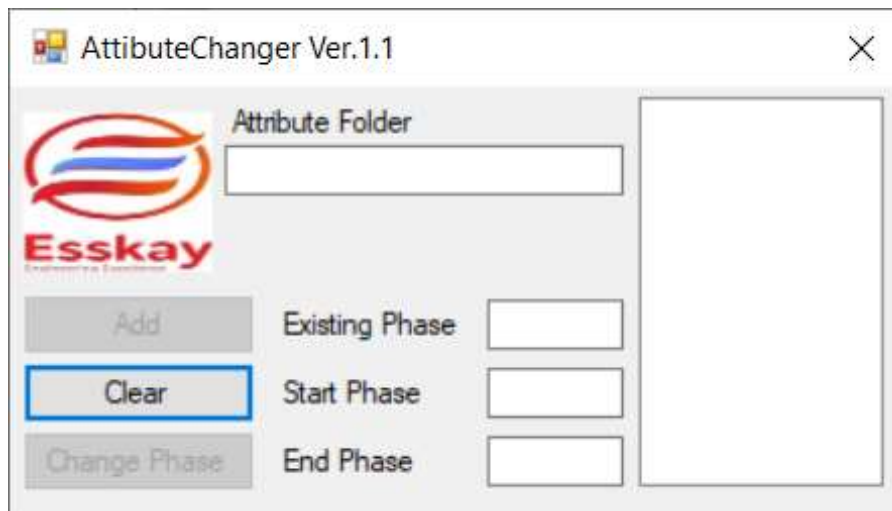 AttibuteChanger Ver.1.1
Attribute Folder
Esskay
Add
Existing Phase
Clear
Start Phase
Change Phase
End Phase